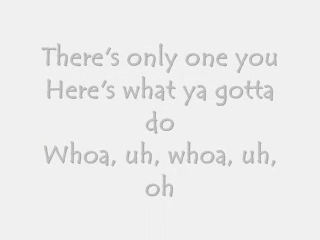 There's only one you
Here's what ya gotta
do
Whoa, uh, whoa, uh,
oh